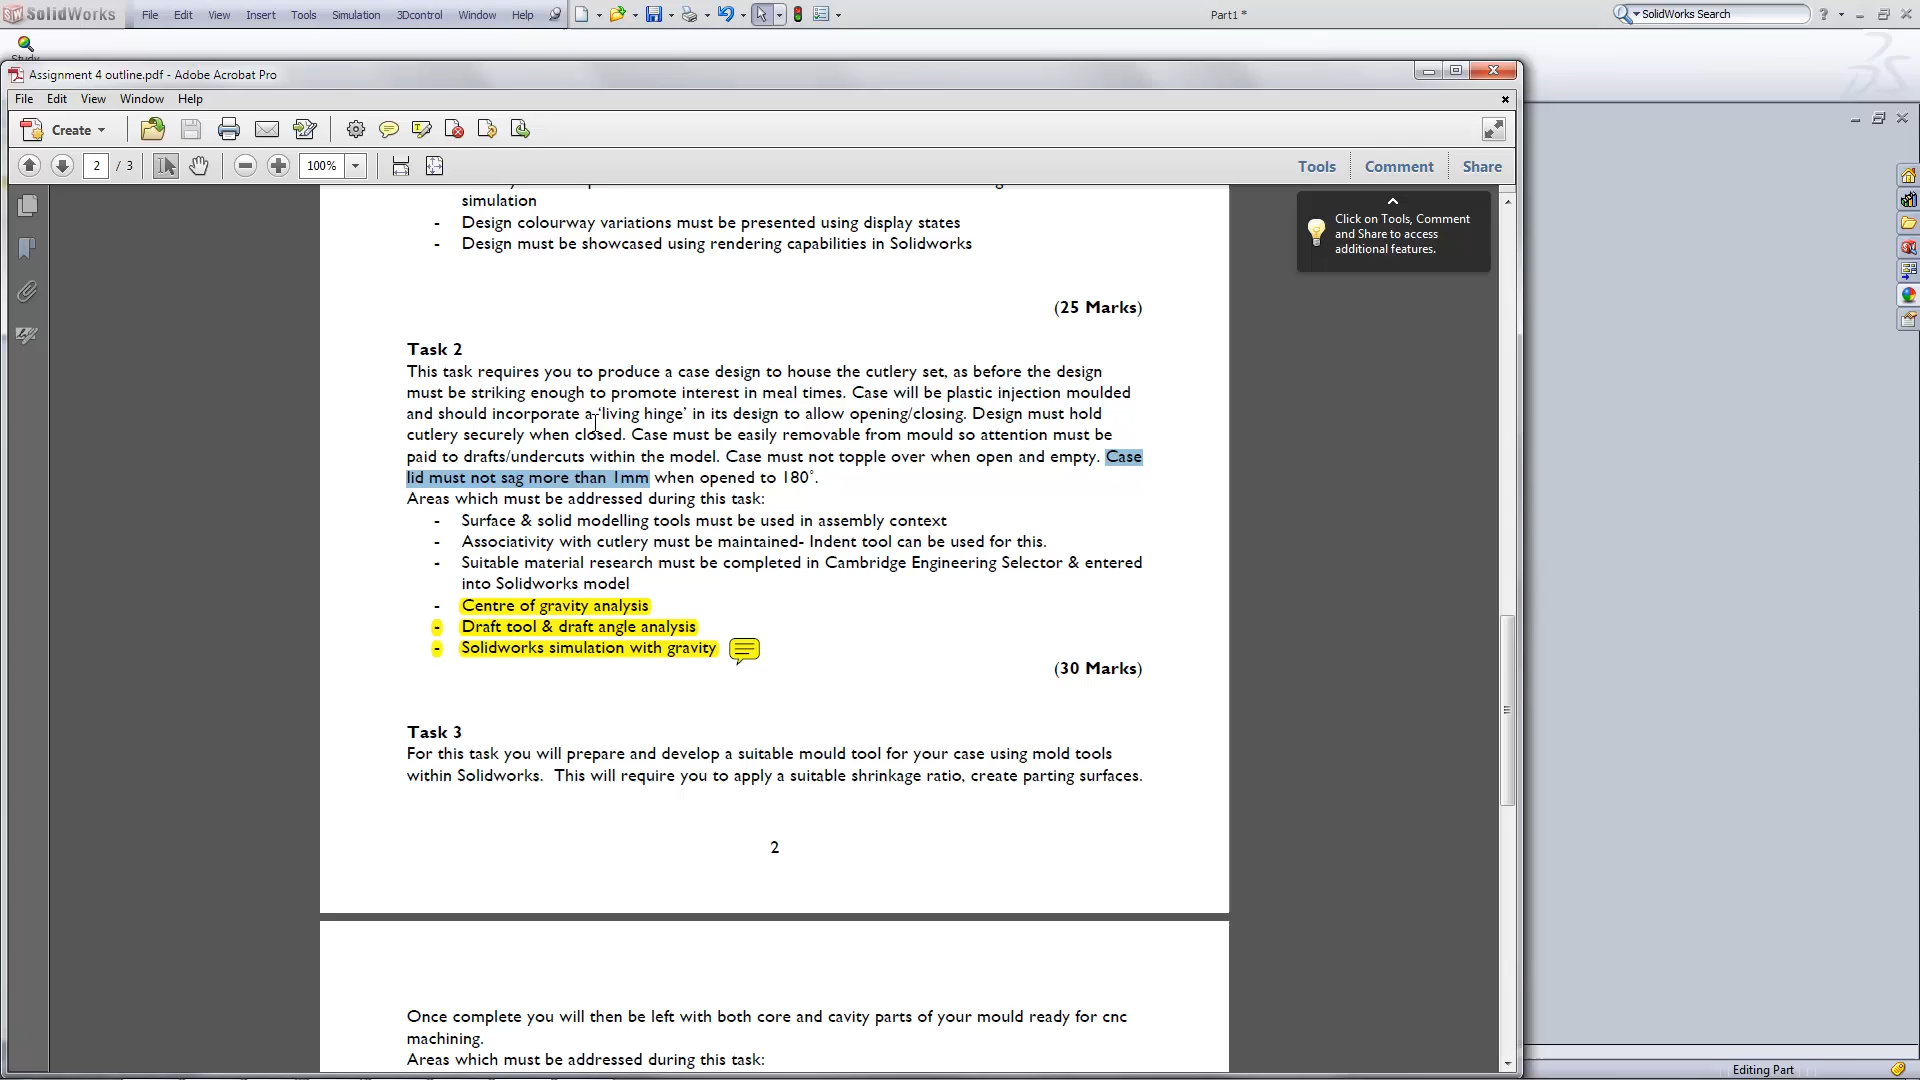 SolidWorks File Edit View Insert Tools Simulation 3Dcontrol Window Help Part1 * SolidWorks Search
Assignment 4 outline.pdf - Adobe Acrobat Pro
File Edit View Window Help
Create
2 / 3 100% Tools Comment Share
simulation
- Design colourway variations must be presented using display states
- Design must be showcased using rendering capabilities in Solidworks
Click on Tools, Comment
and Share to access
additional features.
(25 Marks)
Task 2
This task requires you to produce a case design to house the cutlery set, as before the design
must be striking enough to promote interest in meal times. Case will be plastic injection moulded
and should incorporate a 'living hinge' in its design to allow opening/closing. Design must hold
cutlery securely when closed. Case must be easily removable from mould so attention must be
paid to drafts/undercuts within the model. Case must not topple over when open and empty. Case
lid must not sag more than 1mm when opened to 180°.
Areas which must be addressed during this task:
- Surface & solid modelling tools must be used in assembly context
- Associativity with cutlery must be maintained- Indent tool can be used for this.
- Suitable material research must be completed in Cambridge Engineering Selector & entered
into Solidworks model
- Centre of gravity analysis
- Draft tool & draft angle analysis
- Solidworks simulation with gravity
(30 Marks)
Task 3
For this task you will prepare and develop a suitable mould tool for your case using mold tools
within Solidworks.  This will require you to apply a suitable shrinkage ratio, create parting surfaces.
2
Once complete you will then be left with both core and cavity parts of your mould ready for cnc
machining.
Areas which must be addressed during this task:
Editing Part